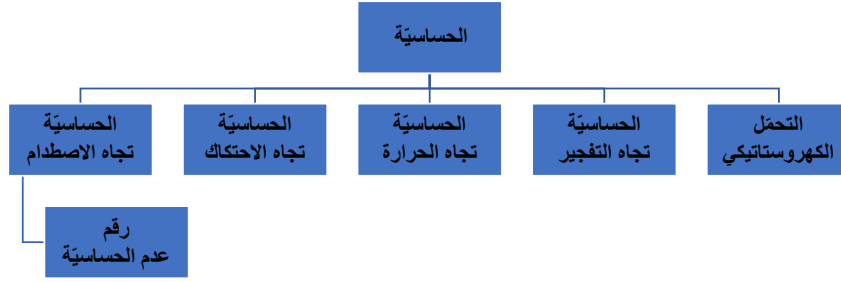 الحساسيّة
التحمّل
الكهروستاتيكي
الحساسيّة
تجاه التفجير
الحساسيّة
تجاه الحرارة
الحساسيّة
تجاه الاحتكاك
الحساسيّة
تجاه الاصطدام
رقم
عدم الحساسيّة